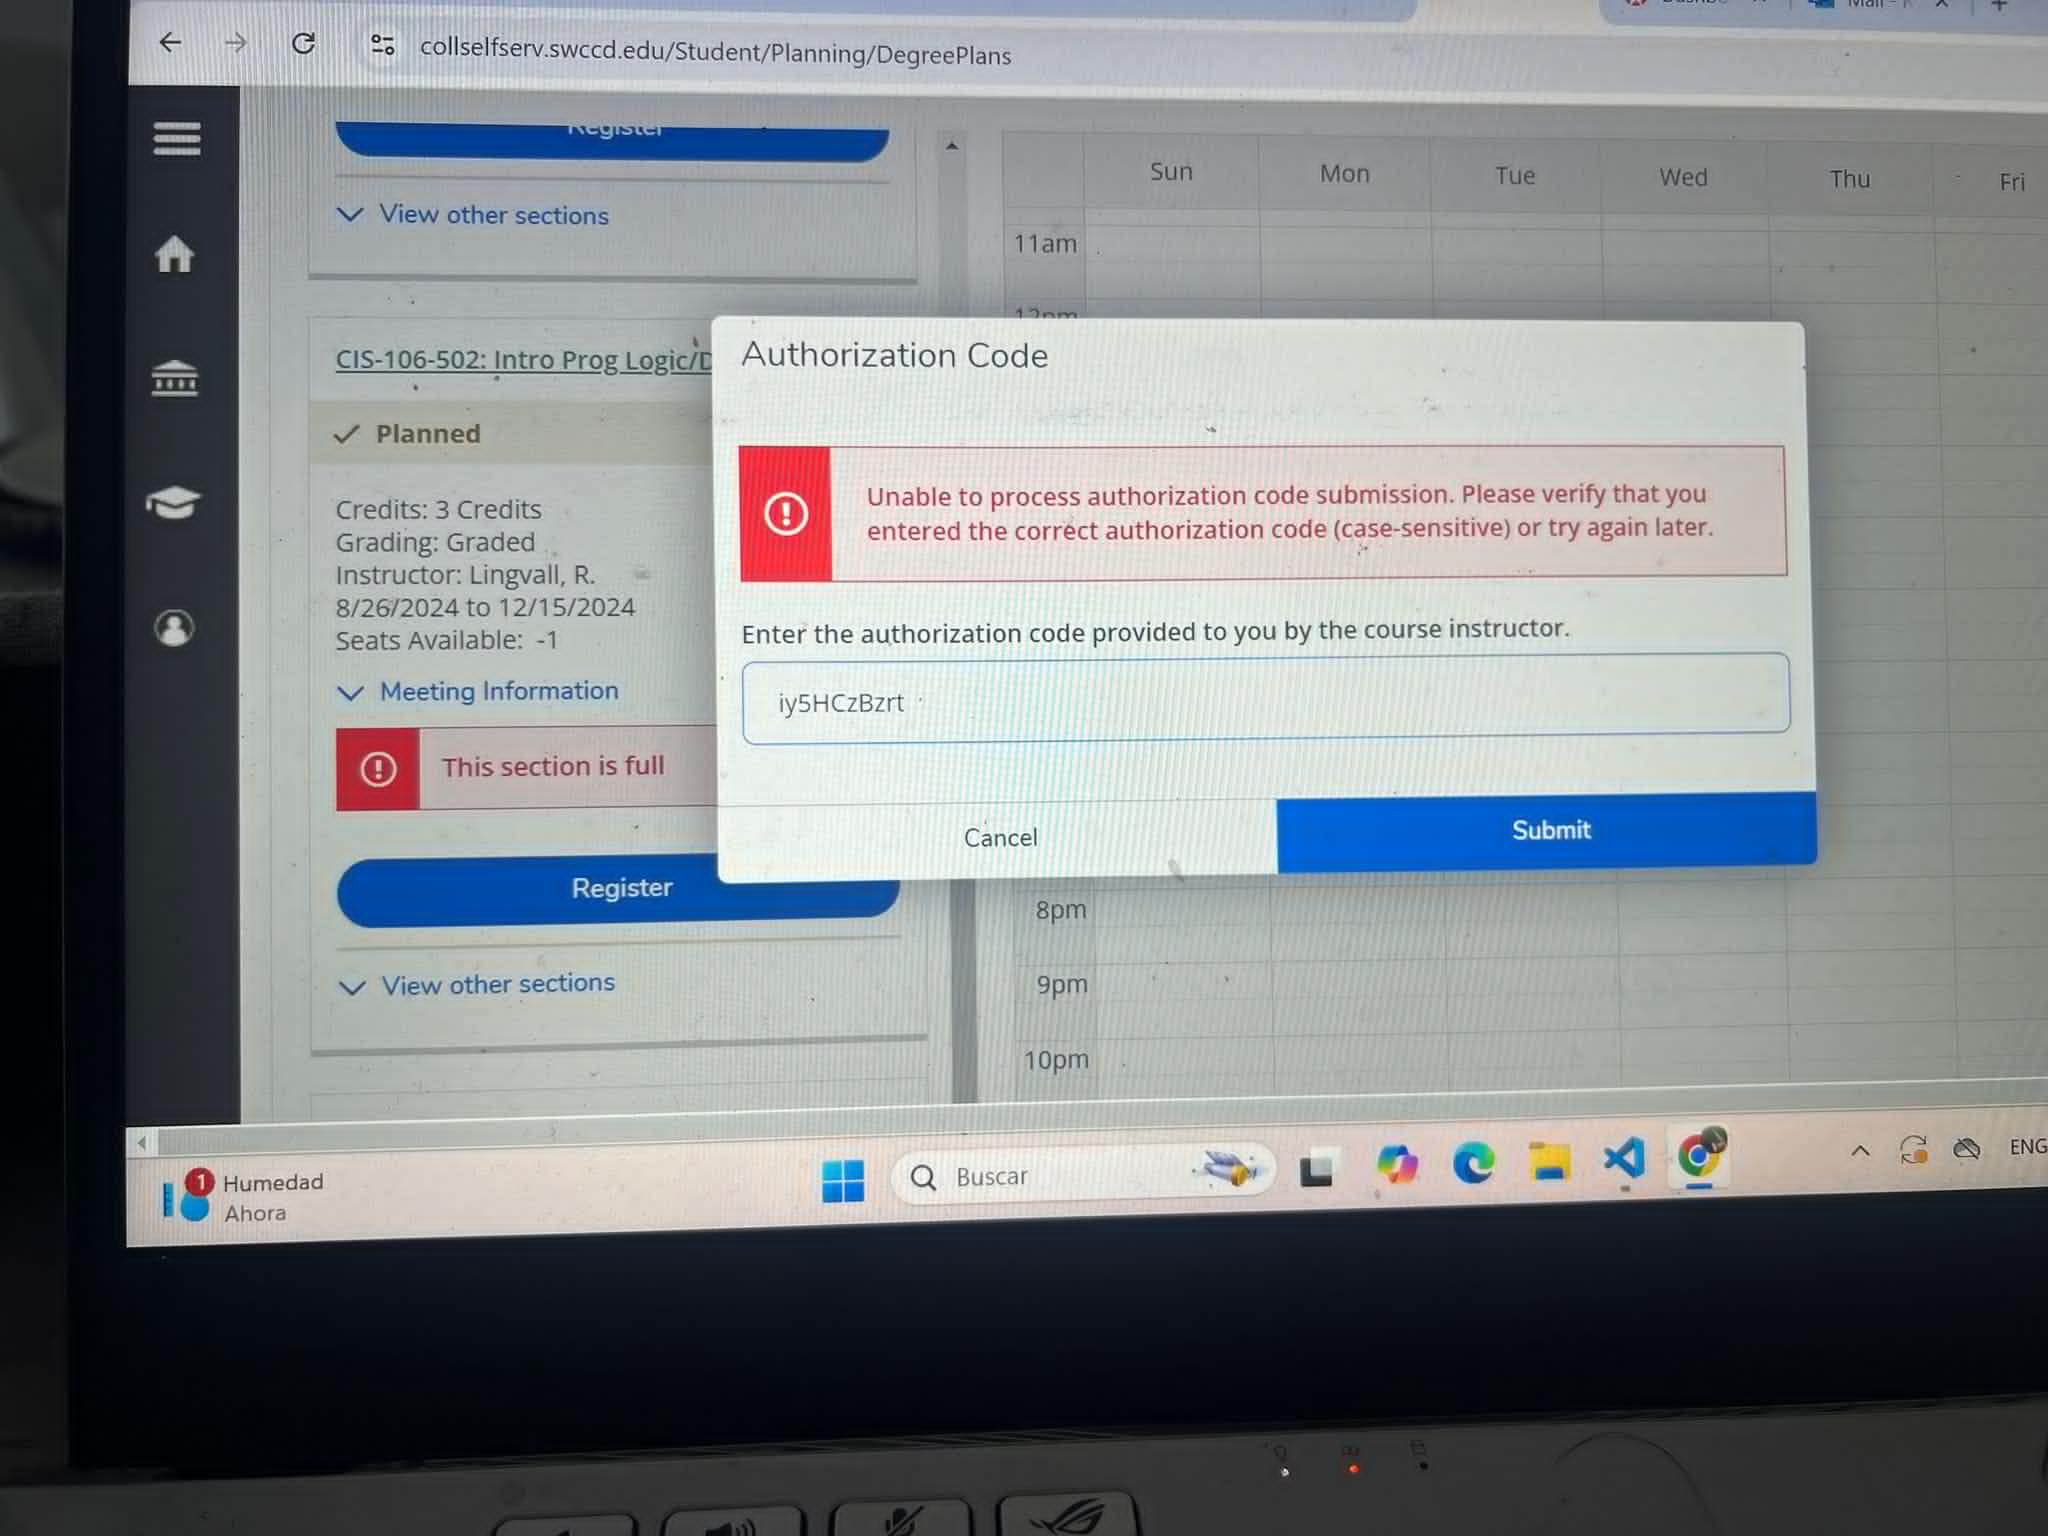 collselfserv.swccd.edu/Student/Planning/DegreePlans
Register
View other sections
Sun Mon Tue Wed Thu Fri
11am
12pm
CIS-106-502: Intro Prog Logic/D
Planned
Credits: 3 Credits
Grading: Graded
Instructor: Lingvall, R.
8/26/2024 to 12/15/2024
Seats Available: -1
Meeting Information
This section is full
Register
View other sections
Authorization Code
Unable to process authorization code submission. Please verify that you
entered the correct authorization code (case-sensitive) or try again later.
Enter the authorization code provided to you by the course instructor.
iy5HCzBzrt
Cancel
Submit
8pm
9pm
10pm
1
Humedad
Ahora
Buscar
ENG